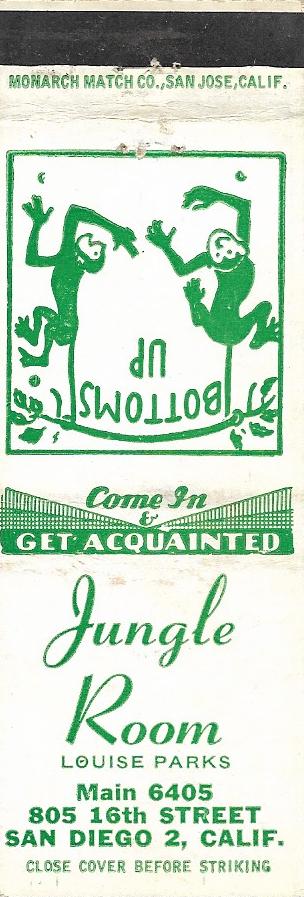 MONARCH MATCH CO., SAN JOSE, CALIF.
BOTTOMS
UP
Come In
&
GET ACQUAINTED
Jungle
Room
LOUISE PARKS
Main 6405
805 16th STREET
SAN DIEGO 2, CALIF.
CLOSE COVER BEFORE STRIKING